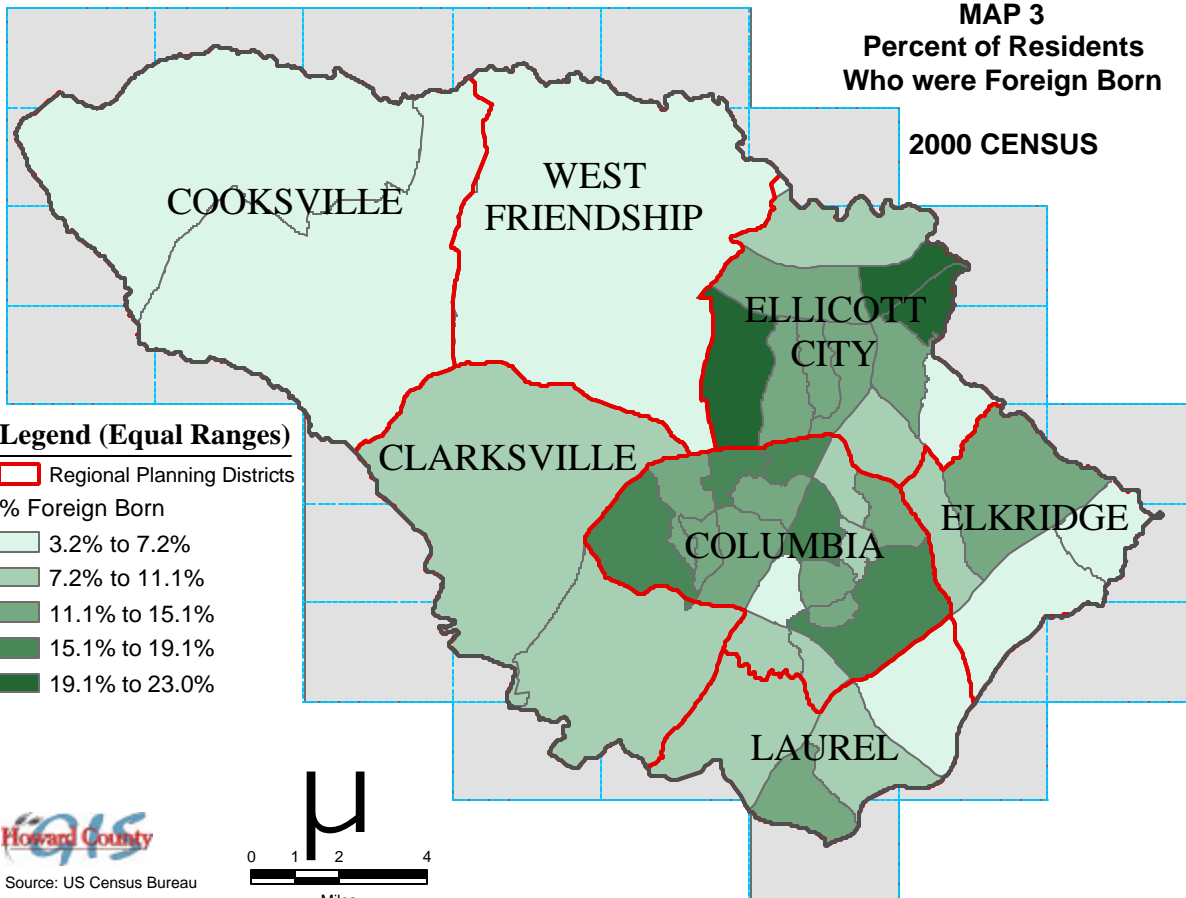 MAP 3
Percent of Residents
Who were Foreign Born
2000 CENSUS
COOKSVILLE
WEST
FRIENDSHIP
ELLICOTT
CITY
CLARKSVILLE
COLUMBIA
ELKRIDGE
LAUREL
Legend (Equal Ranges)
Regional Planning Districts
% Foreign Born
3.2% to 7.2%
7.2% to 11.1%
11.1% to 15.1%
15.1% to 19.1%
19.1% to 23.0%
µ
0 1 2 4
Miles
Howard County
GIS
Source: US Census Bureau